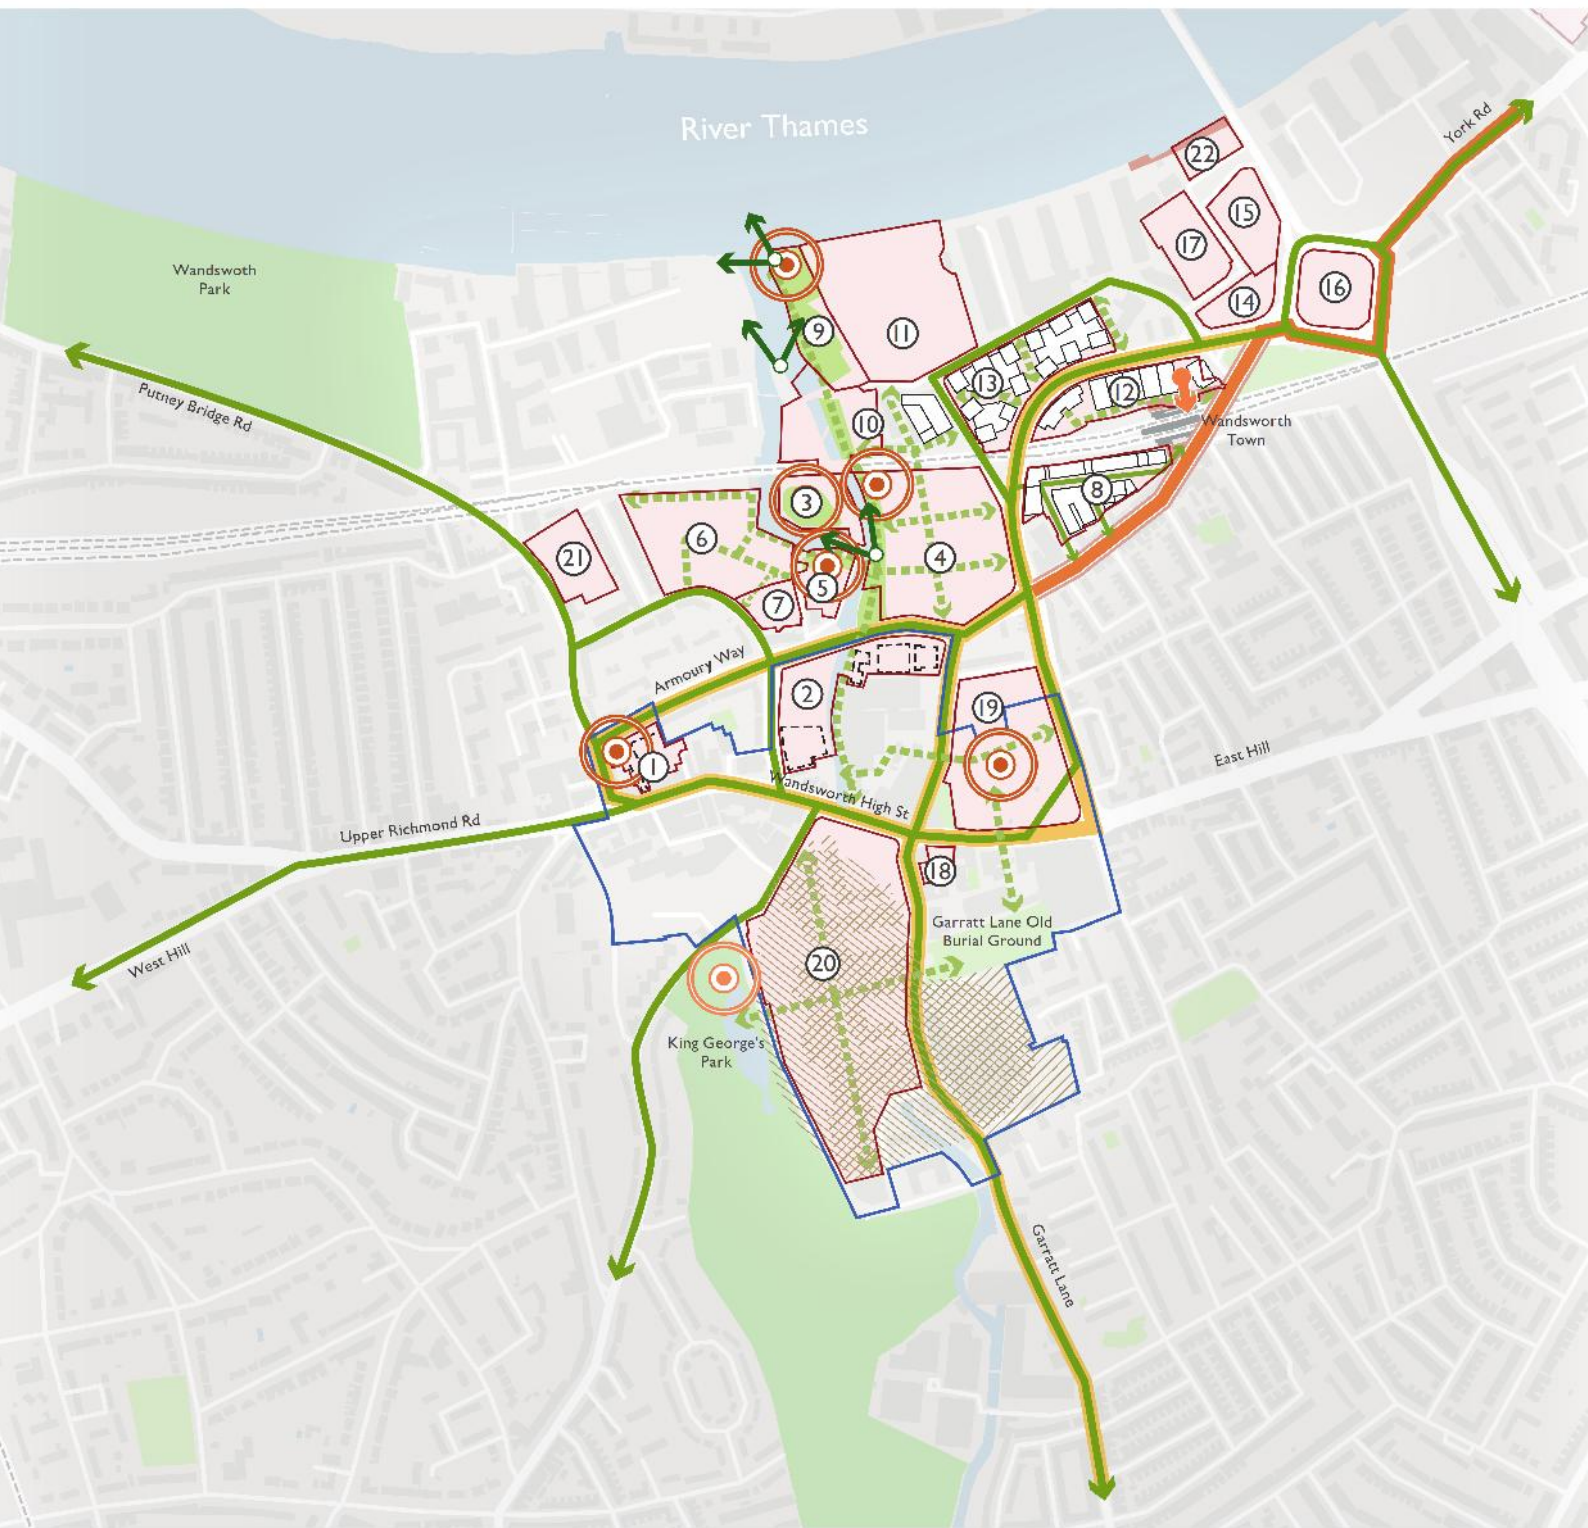 River Thames
York Rd
22
15
17
Wandswoth
Park
16
14
9
11
13
12
Putney Bridge Rd
10
Wandsworth
Town
8
3
6
4
21
5
7
Armoury Way
2
19
1
East Hill
Wandsworth High St
Upper Richmond Rd
18
Garratt Lane Old
Burial Ground
West Hill
20
King George's
Park
Garratt Lane